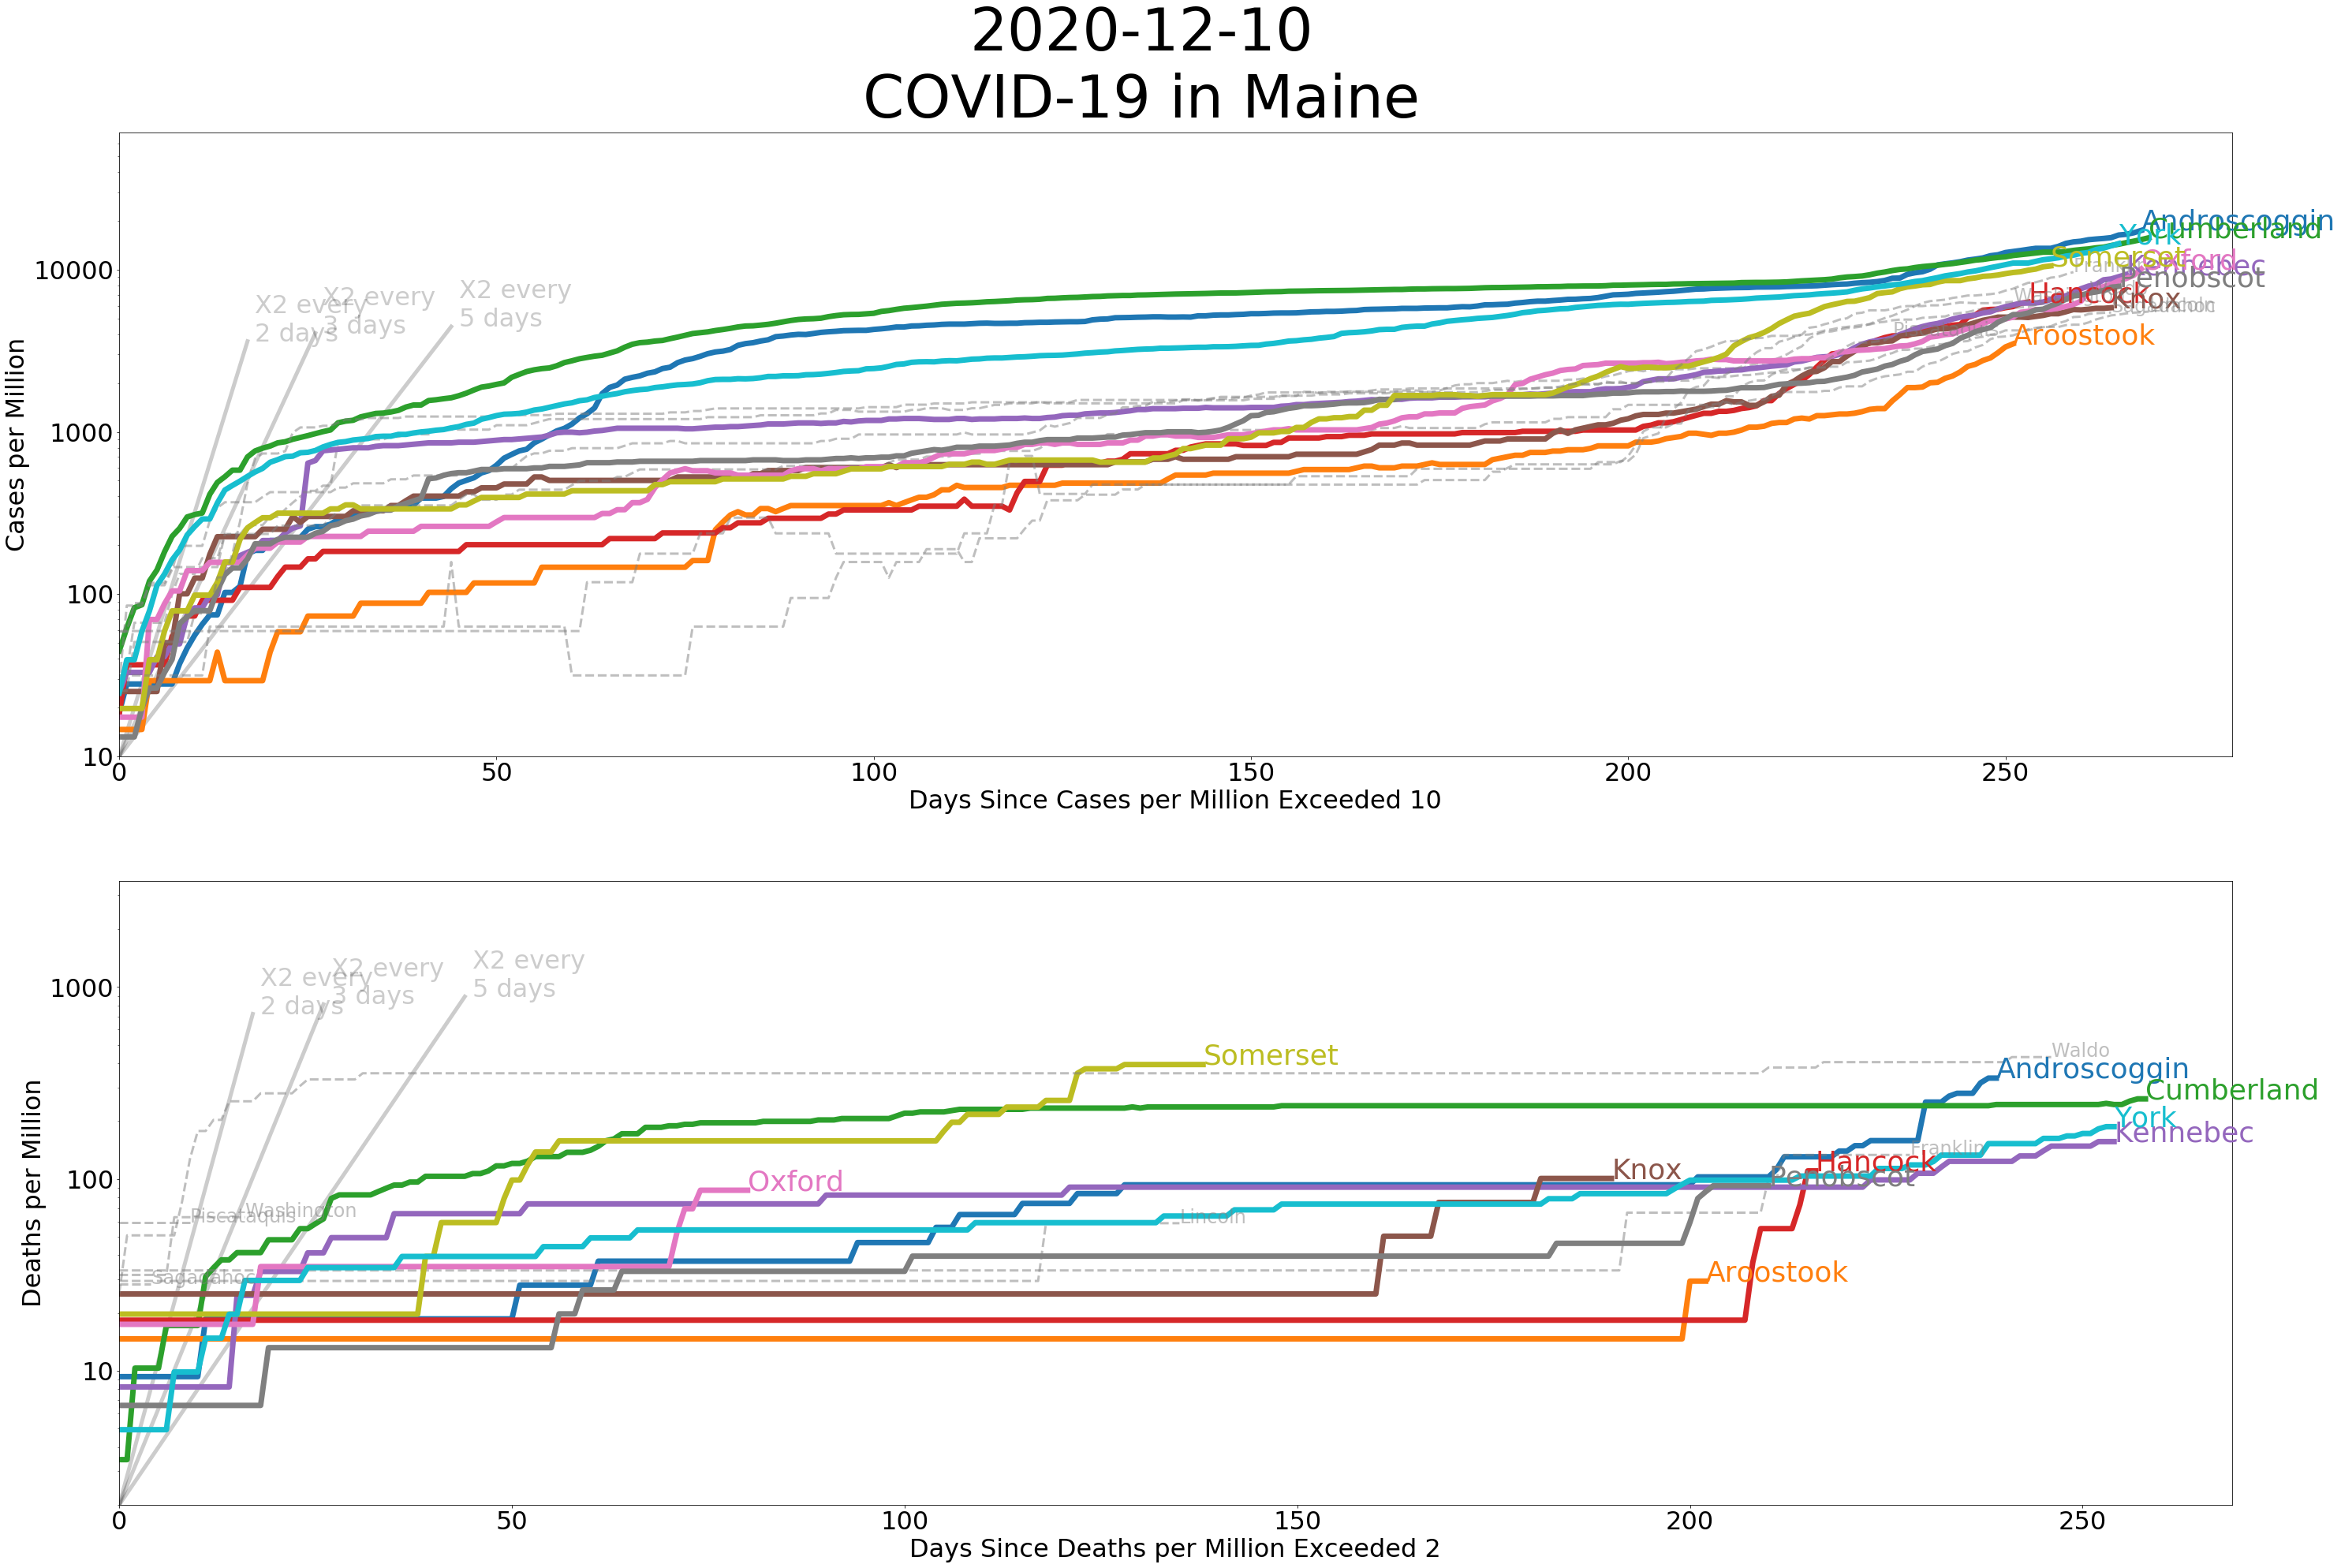 2020-12-10
COVID-19 in Maine
Cases per Million
10000
1000
100
10
X2 every
2 days
X2 every
3 days
X2 every
5 days
Androscoggin
Cumberland
York
Somerset
Franklin
Oxford
Kennebec
Penobscot
Hancock
Knox
Lincoln
Sagadahoc
Piscataquis
Aroostook
0
50
100
150
200
250
Days Since Cases per Million Exceeded 10
Deaths per Million
1000
100
10
X2 every
2 days
X2 every
3 days
X2 every
5 days
Somerset
Waldo
Androscoggin
Cumberland
York
Kennebec
Franklin
Hancock
Knox
Penobscot
Oxford
Washington
Piscataquis
Lincoln
Sagadahoc
Aroostook
0
50
100
150
200
250
Days Since Deaths per Million Exceeded 2